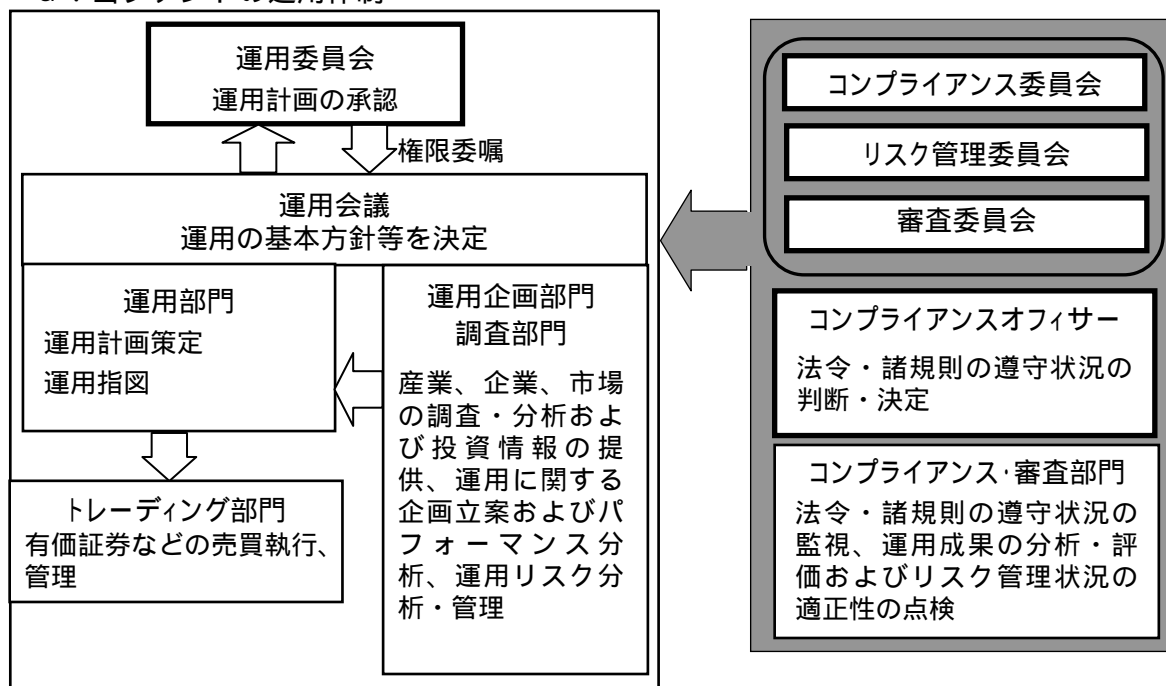 運用委員会
運用計画の承認
権限委嘱
運用会議
運用の基本方針等を決定
運用部門
運用計画策定
運用指図
運用企画部門
調査部門
産業、企業、市場
の調査・分析およ
び投資情報の提
供、運用に関する
企画立案およびパ
フォーマンス分
析、運用リスク分
析・管理
トレーディング部門
有価証券などの売買執行、
管理
コンプライアンス委員会
リスク管理委員会
審査委員会
コンプライアンスオフィサー
法令・諸規則の遵守状況の
判断・決定
コンプライアンス・審査部門
法令・諸規則の遵守状況の
監視、運用成果の分析・評
価およびリスク管理状況の
適正性の点検